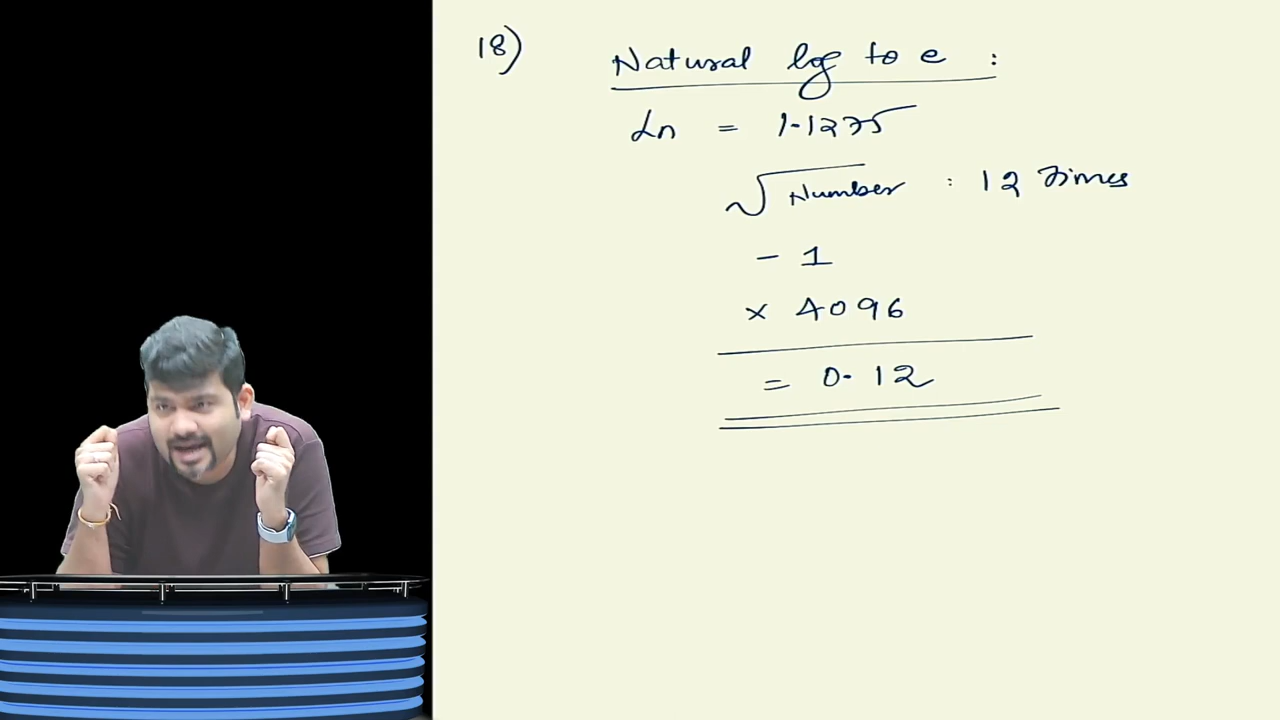 18) Natural log to e :
Ln = 1.1275
√Number : 12 times
- 1
× 4096
= 0.12